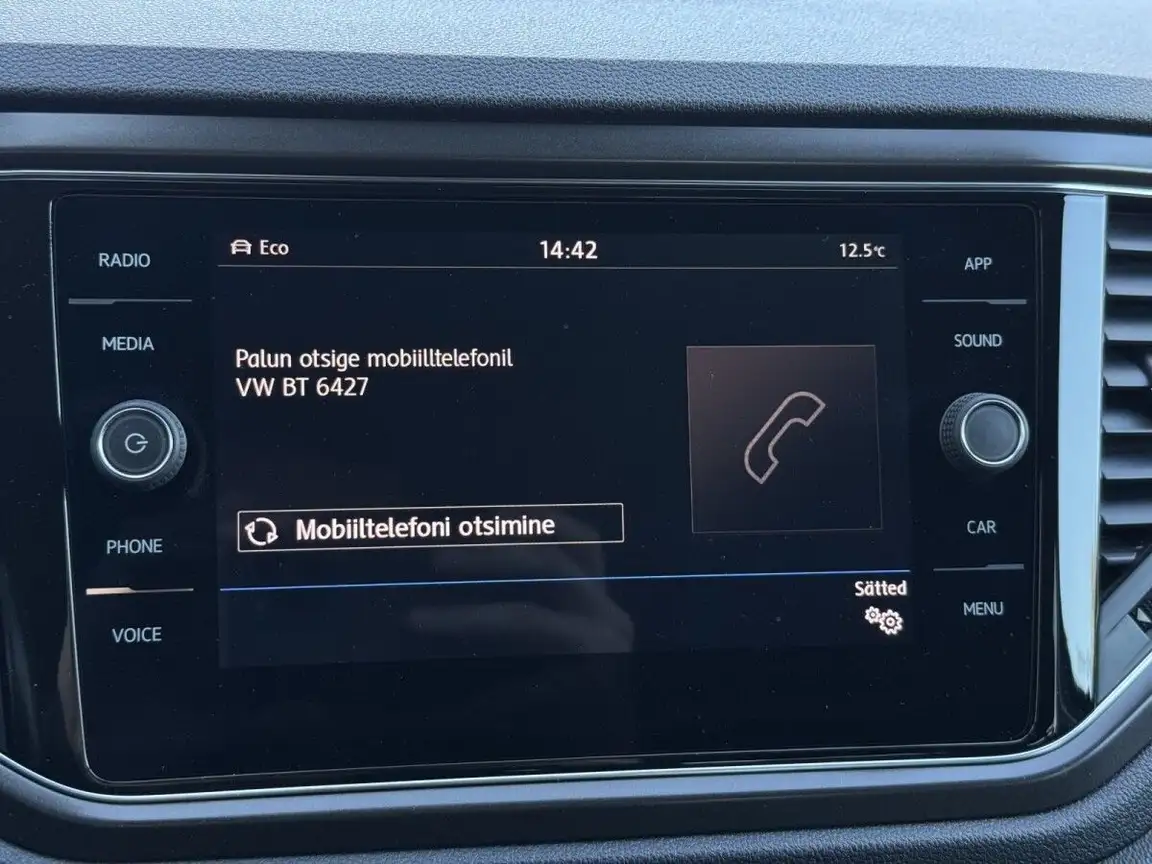 RADIO
MEDIA
PHONE
VOICE
Eco
14:42
12.5°C
Palun otsige mobiilltelefonil
VW BT 6427
Mobiiltelefoni otsimine
Sätted
APP
SOUND
CAR
MENU